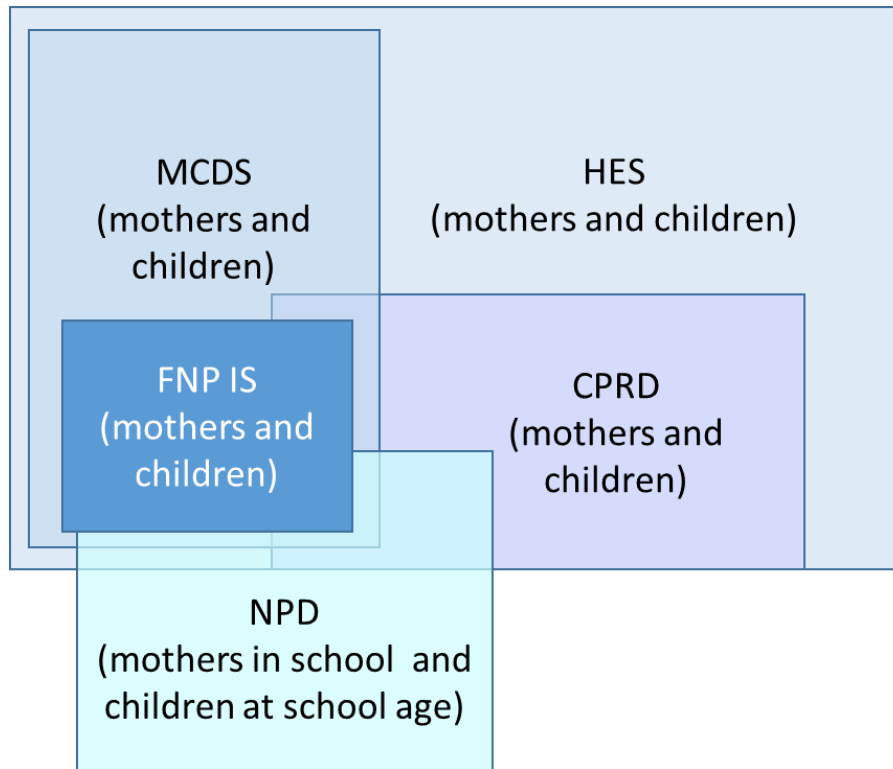 MCDS
(mothers and
children)
HES
(mothers and children)
FNP IS
(mothers and
children)
CPRD
(mothers and
children)
NPD
(mothers in school  and
children at school age)